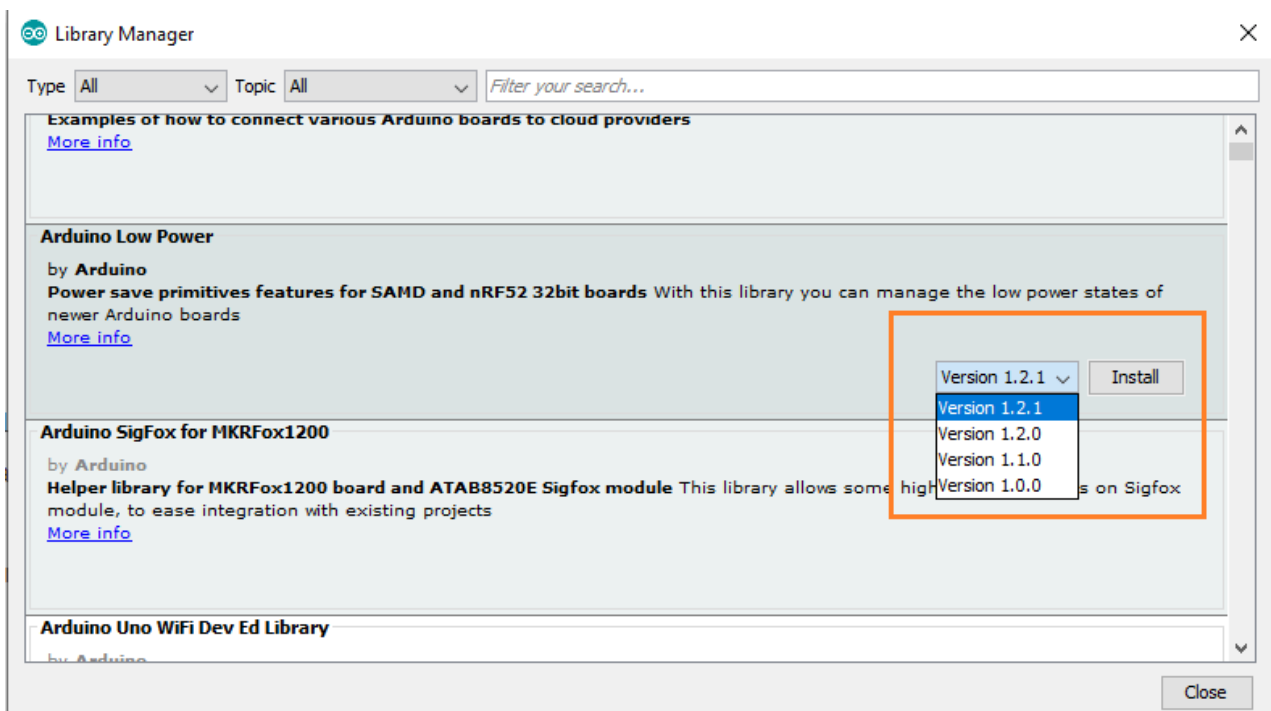 Library Manager
Type All Topic All Filter your search...
Examples of how to connect various Arduino boards to cloud providers
More info
Arduino Low Power
by Arduino
Power save primitives features for SAMD and nRF52 32bit boards With this library you can manage the low power states of
newer Arduino boards
More info
Version 1.2.1 Install
Version 1.2.1
Version 1.2.0
Version 1.1.0
Version 1.0.0
Arduino SigFox for MKRFox1200
by Arduino
Helper library for MKRFox1200 board and ATAB8520E Sigfox module This library allows some high s on Sigfox
module, to ease integration with existing projects
More info
Arduino Uno WiFi Dev Ed Library
by Arduino
Close